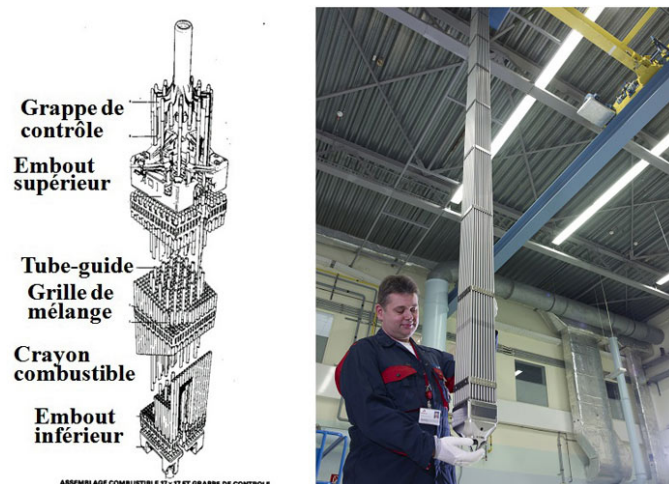 Grappe de
contrôle
Embout
supérieur
Tube-guide
Grille de
mélange
Crayon
combustible
Embout
inférieur
ASSEMBLAGE COMBUSTIBLE 17 x 17 ET GRAPPE DE CONTROLE